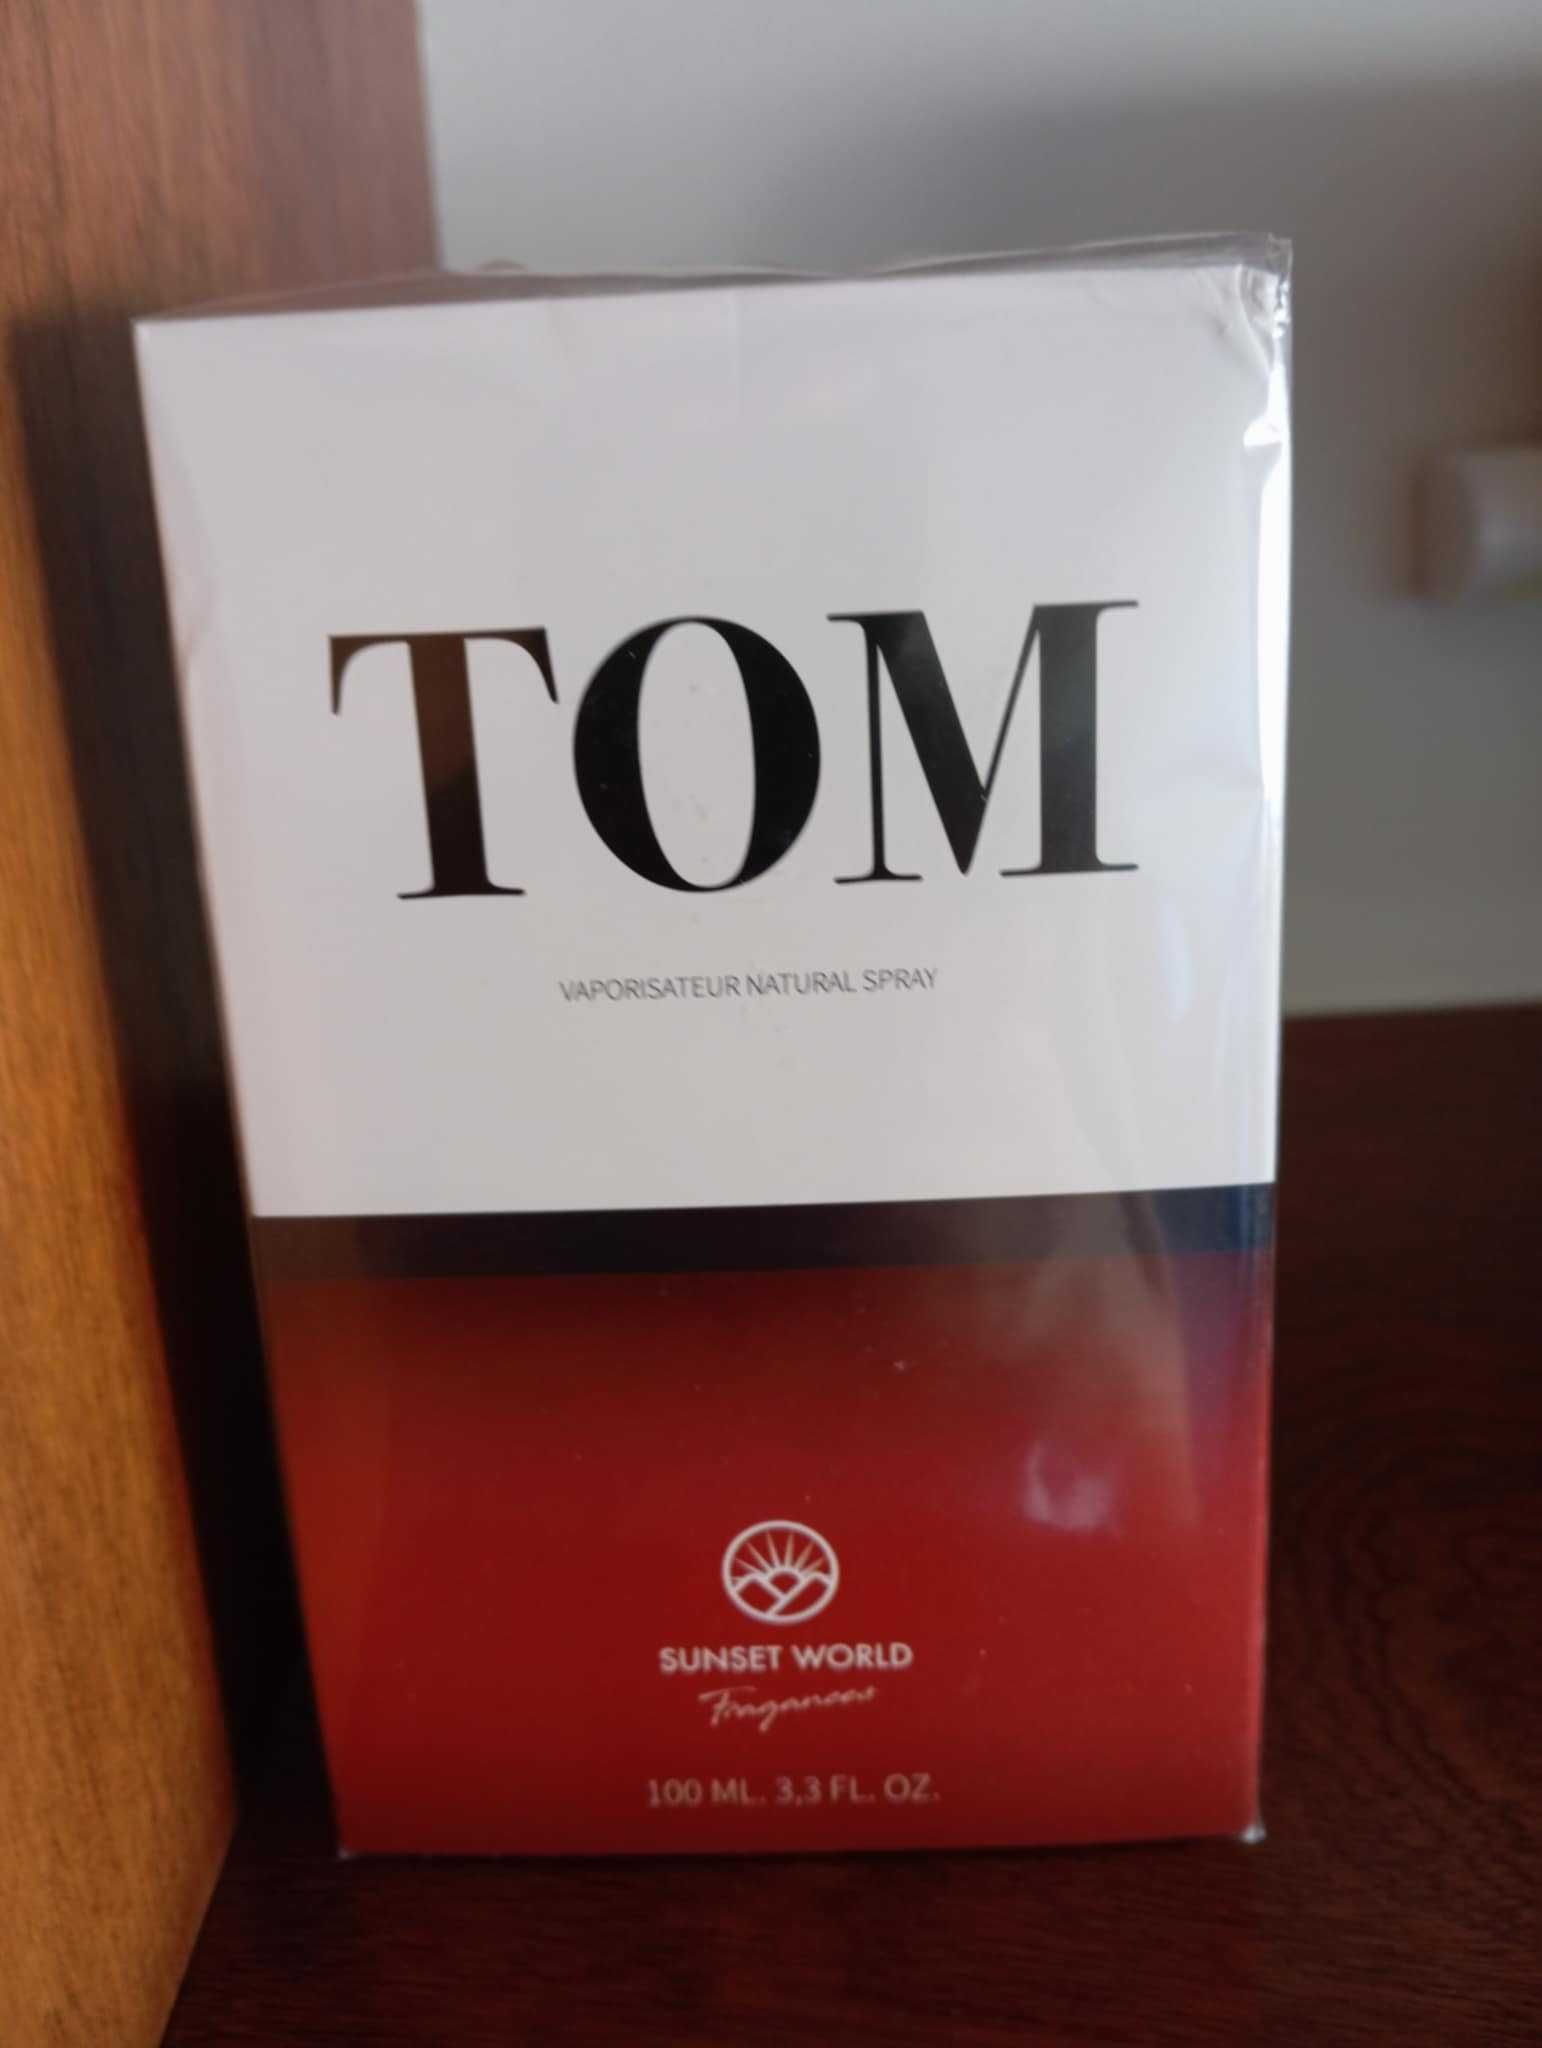 TOM
VAPORISATEUR NATURAL SPRAY
SUNSET WORLD
Fragances
100 ML. 3,3 FL. OZ.